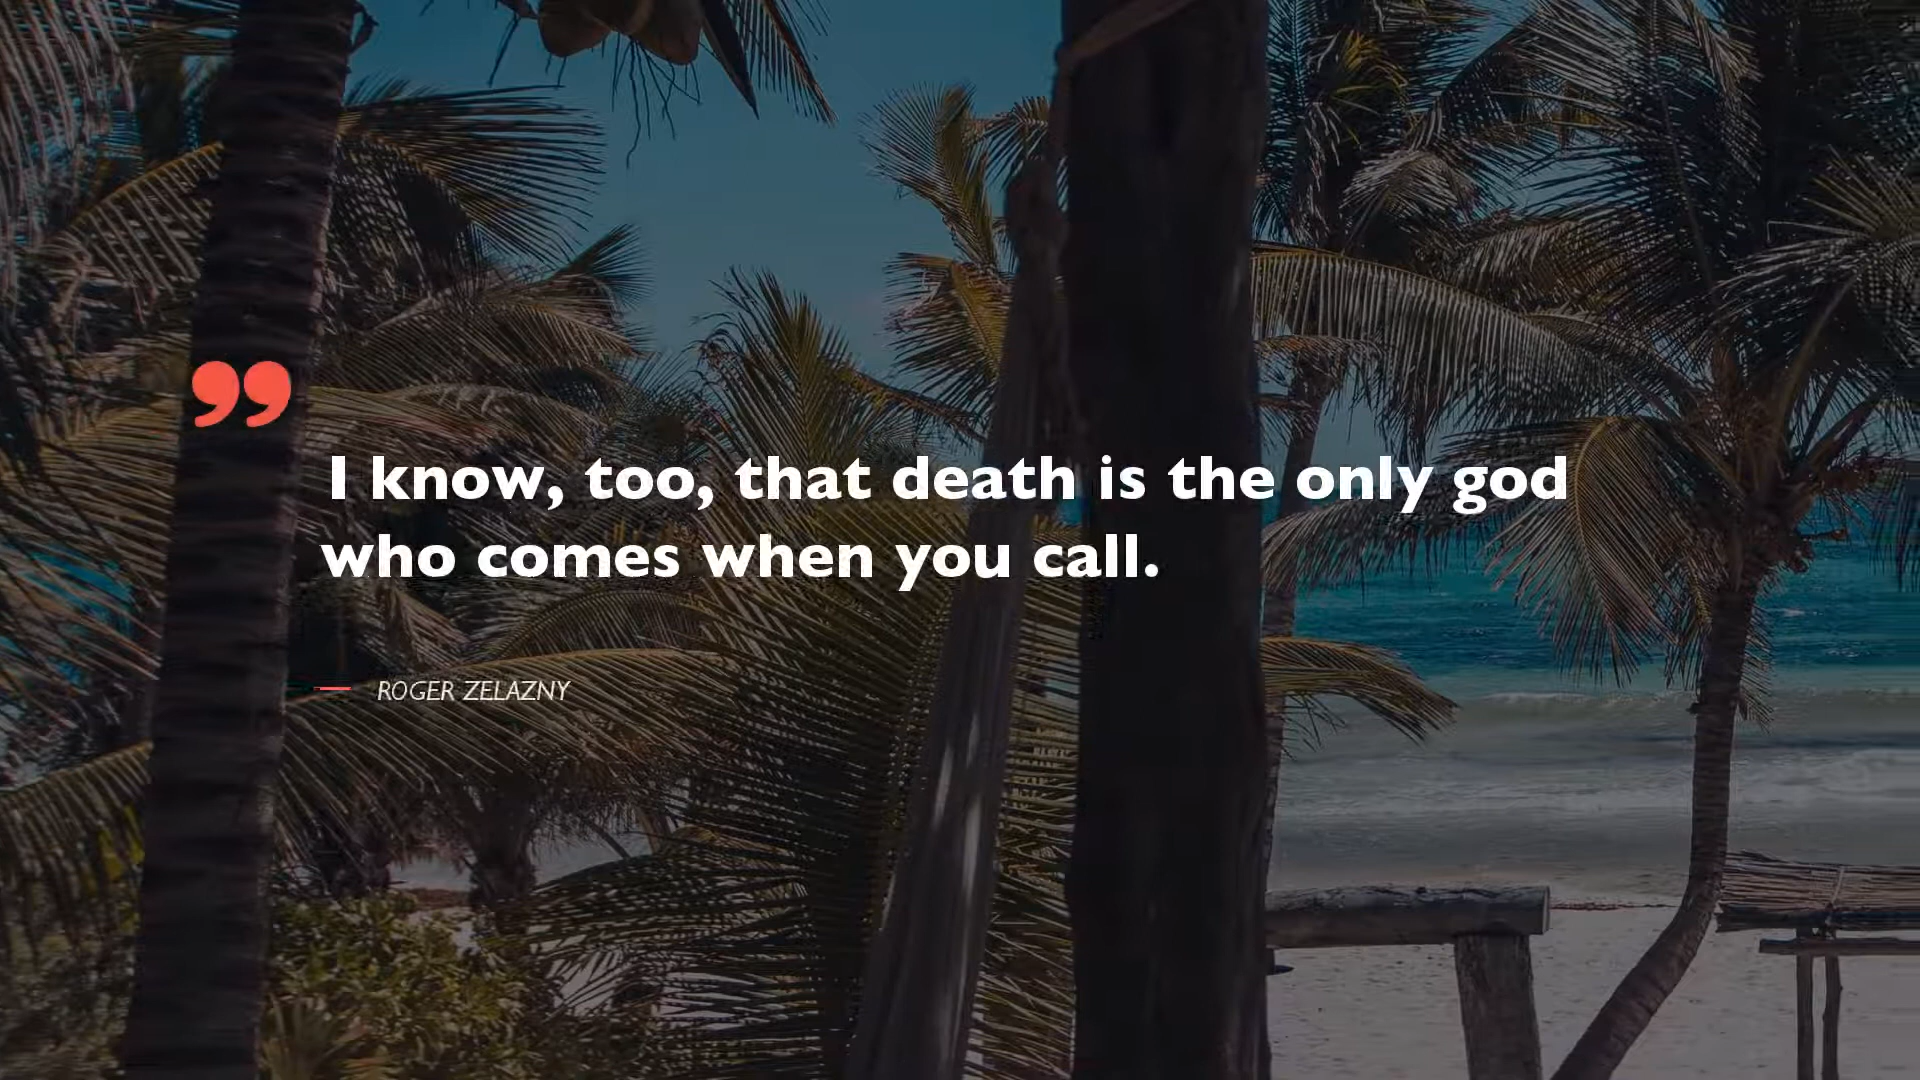 ”
I know, too, that death is the only god
who comes when you call.
— ROGER ZELAZNY